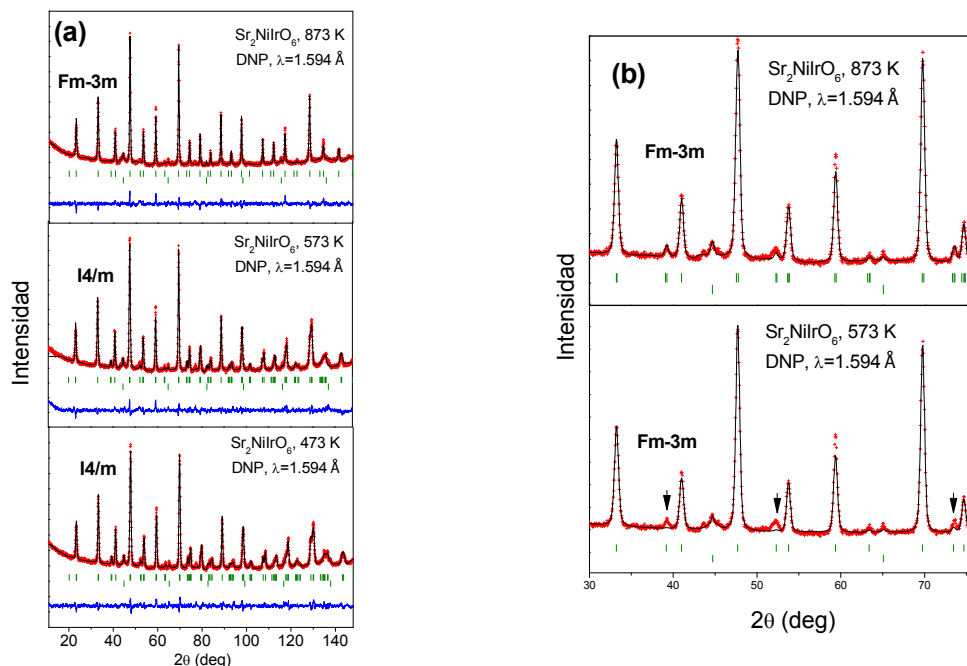 (a)
Sr₂NiIrO₆, 873 K
DNP, λ=1.594 Å
Fm-3m
Sr₂NiIrO₆, 573 K
DNP, λ=1.594 Å
I4/m
Sr₂NiIrO₆, 473 K
DNP, λ=1.594 Å
I4/m
Intensidad
20 40 60 80 100 120 140
2θ (deg)
(b)
Sr₂NiIrO₆, 873 K
DNP, λ=1.594 Å
Fm-3m
Sr₂NiIrO₆, 573 K
DNP, λ=1.594 Å
Fm-3m
Intensidad
30 40 50 60 70
2θ (deg)